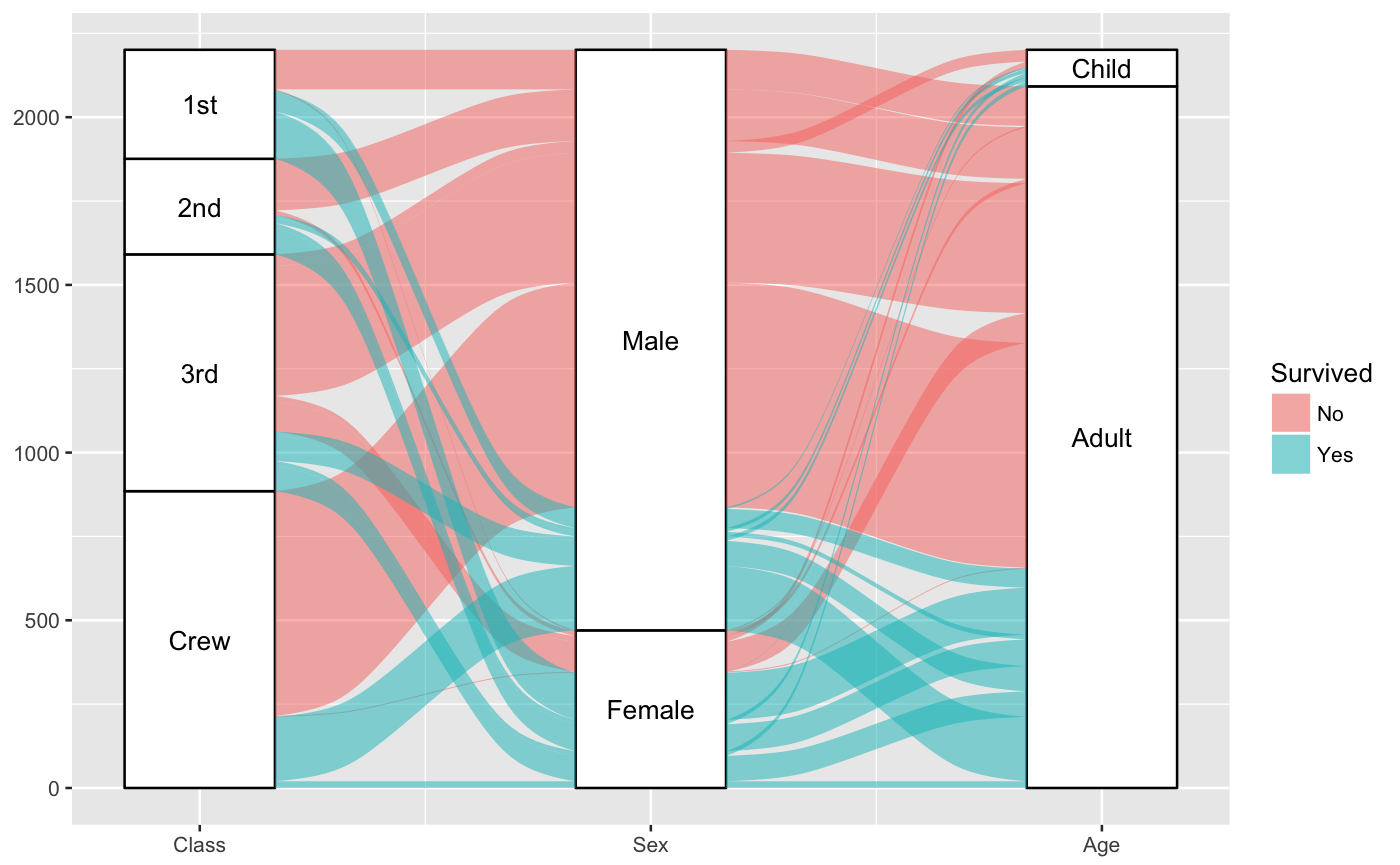 2000
1500
1000
500
0
1st
2nd
3rd
Crew
Male
Female
Child
Adult
Class
Sex
Age
Survived
No
Yes